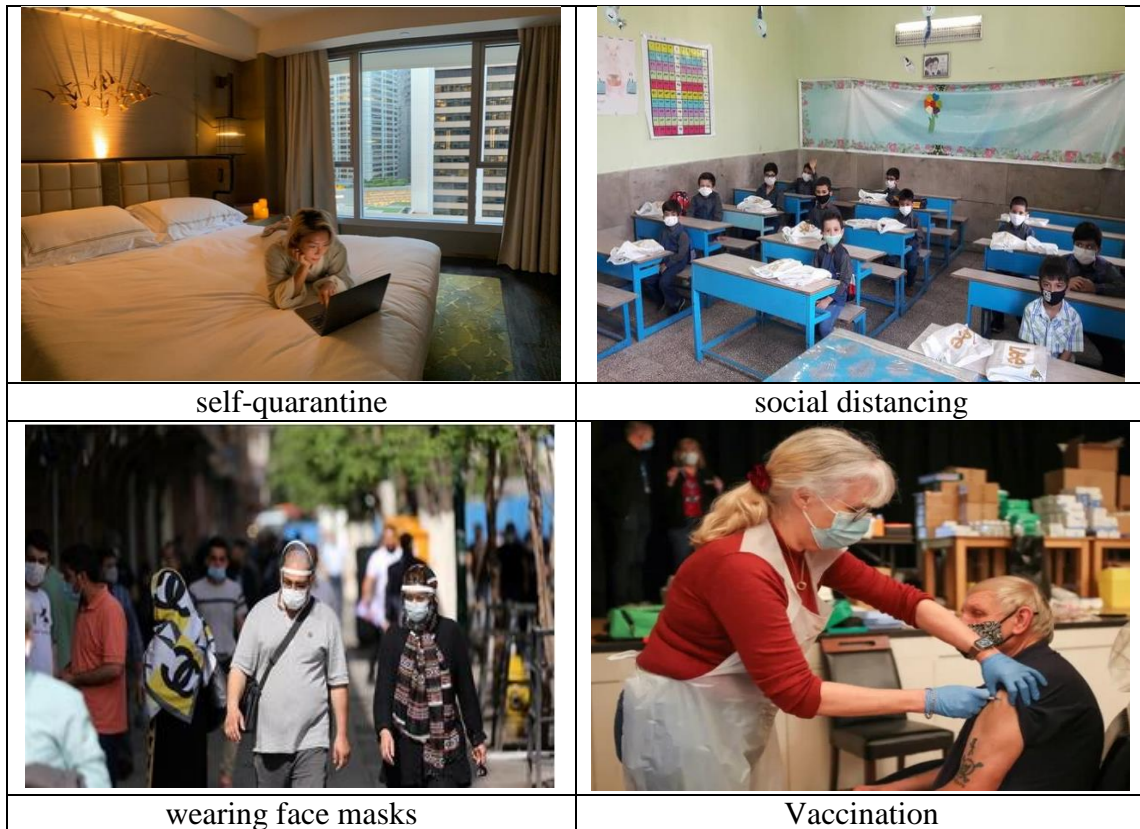 self-quarantine
social distancing
wearing face masks
Vaccination